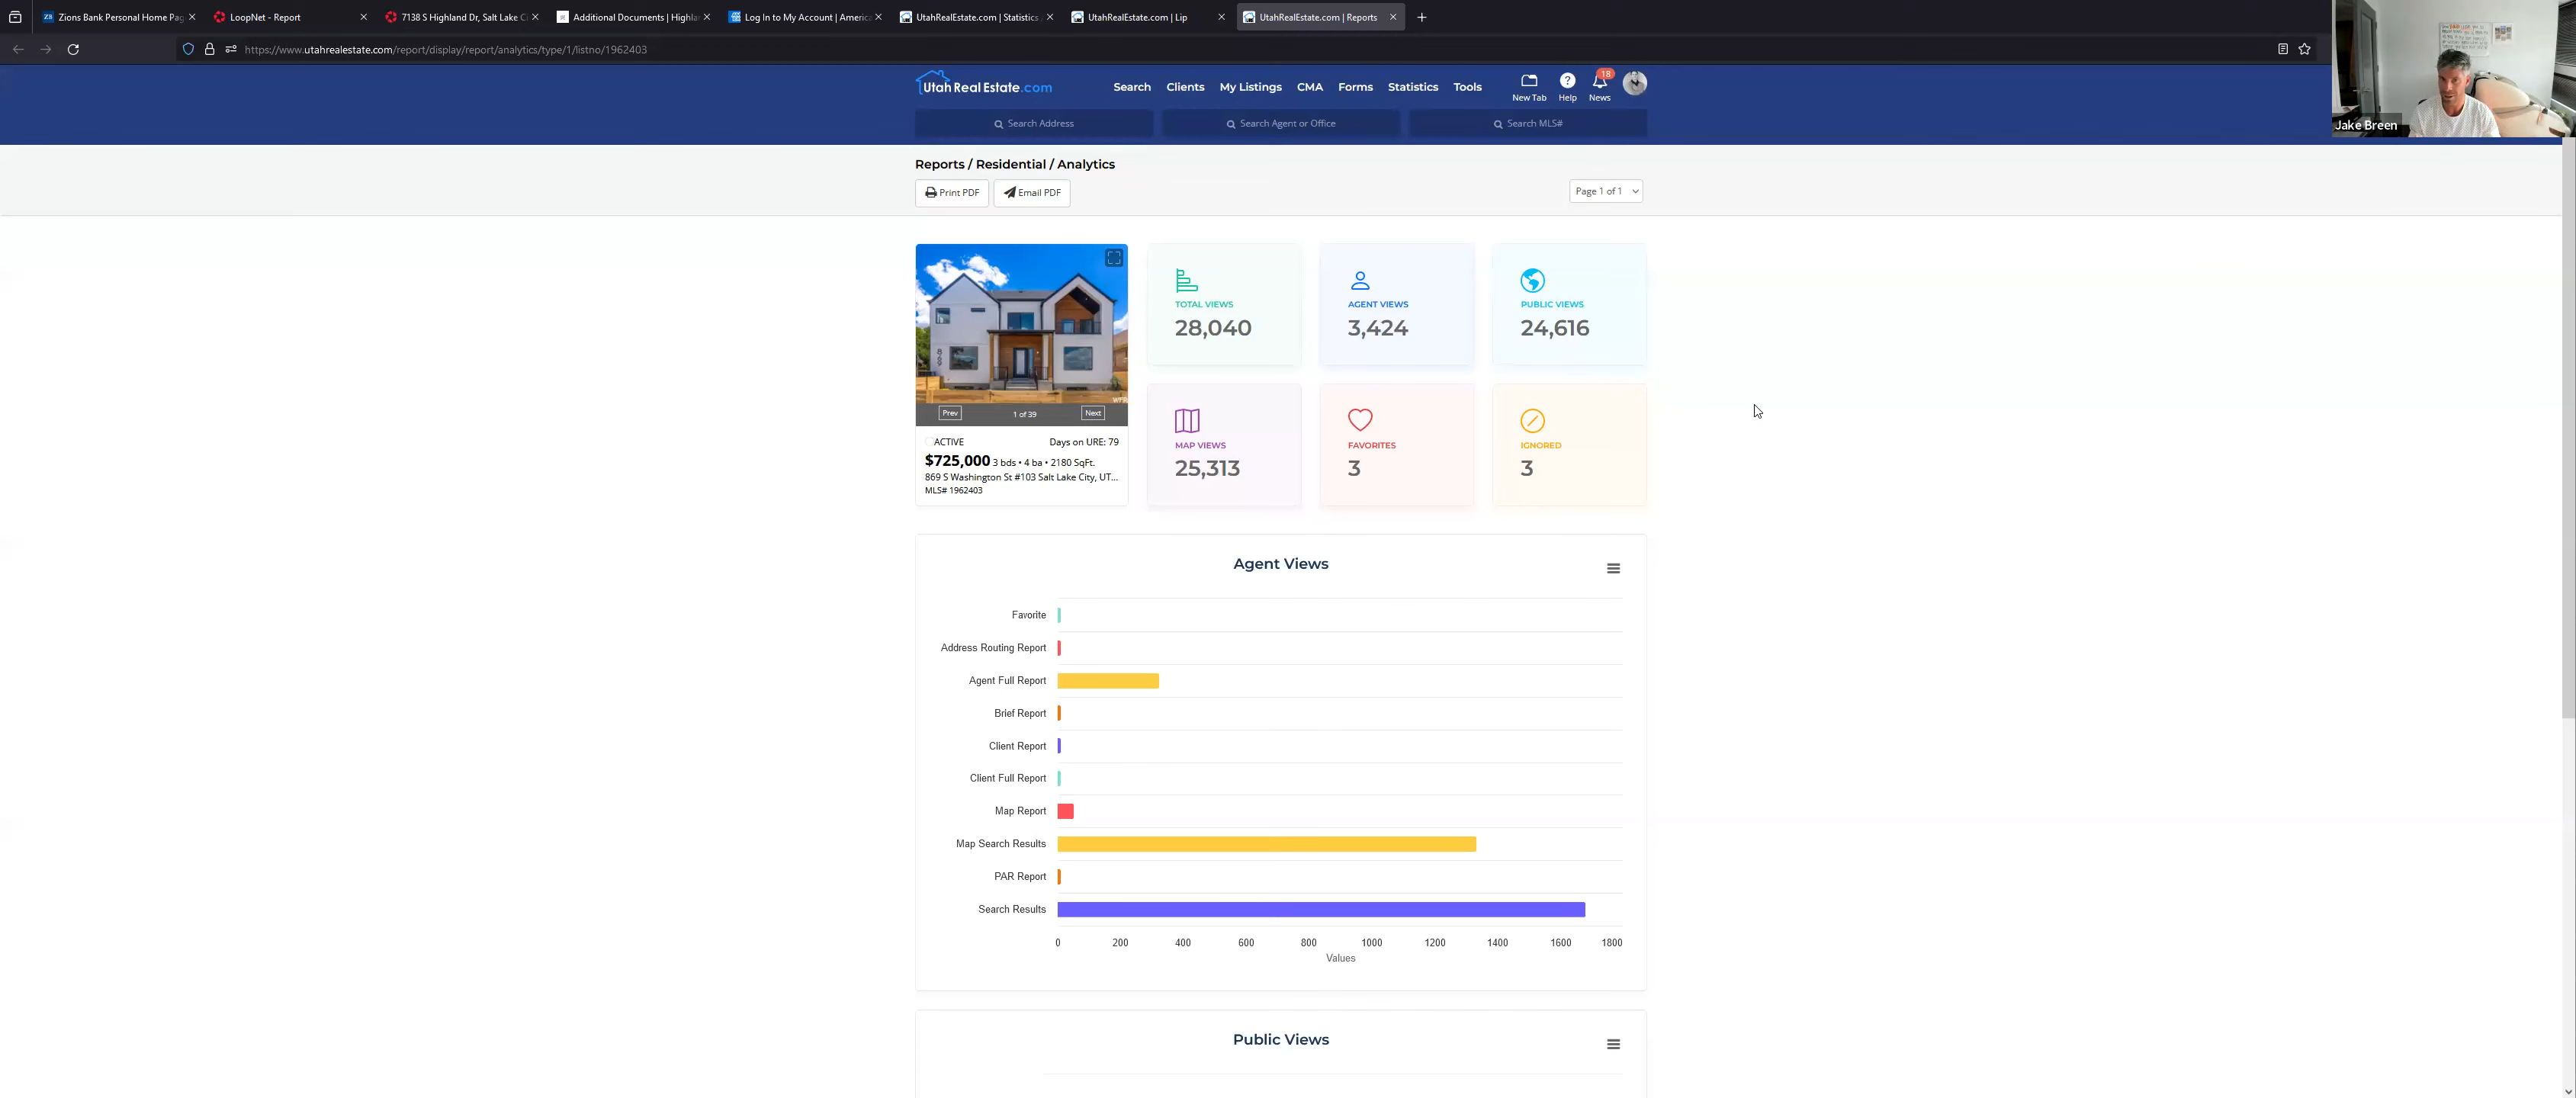 Zions Bank Personal Home Pag
LoopNet - Report
7138 S Highland Dr, Salt Lake Ci
Additional Documents | Highla
Log In to My Account | America
UtahRealEstate.com | Statistics
UtahRealEstate.com | Lip
UtahRealEstate.com | Reports
https://www.utahrealestate.com/report/display/report/analytics/type/1/listno/1962403
Jake Breen
UtahRealEstate.com
Search Clients My Listings CMA Forms Statistics Tools
18
New Tab Help News
Search Address Search Agent or Office Search MLS#
Reports / Residential / Analytics
Print PDF Email PDF
Page 1 of 1
Prev 1 of 39 Next
ACTIVE Days on URE: 79
$725,000 3 bds • 4 ba • 2180 SqFt.
869 S Washington St #103 Salt Lake City, UT...
MLS# 1962403
TOTAL VIEWS
28,040
AGENT VIEWS
3,424
PUBLIC VIEWS
24,616
MAP VIEWS
25,313
FAVORITES
3
IGNORED
3
Agent Views
Favorite
Address Routing Report
Agent Full Report
Brief Report
Client Report
Client Full Report
Map Report
Map Search Results
PAR Report
Search Results
0 200 400 600 800 1000 1200 1400 1600 1800
Values
Public Views